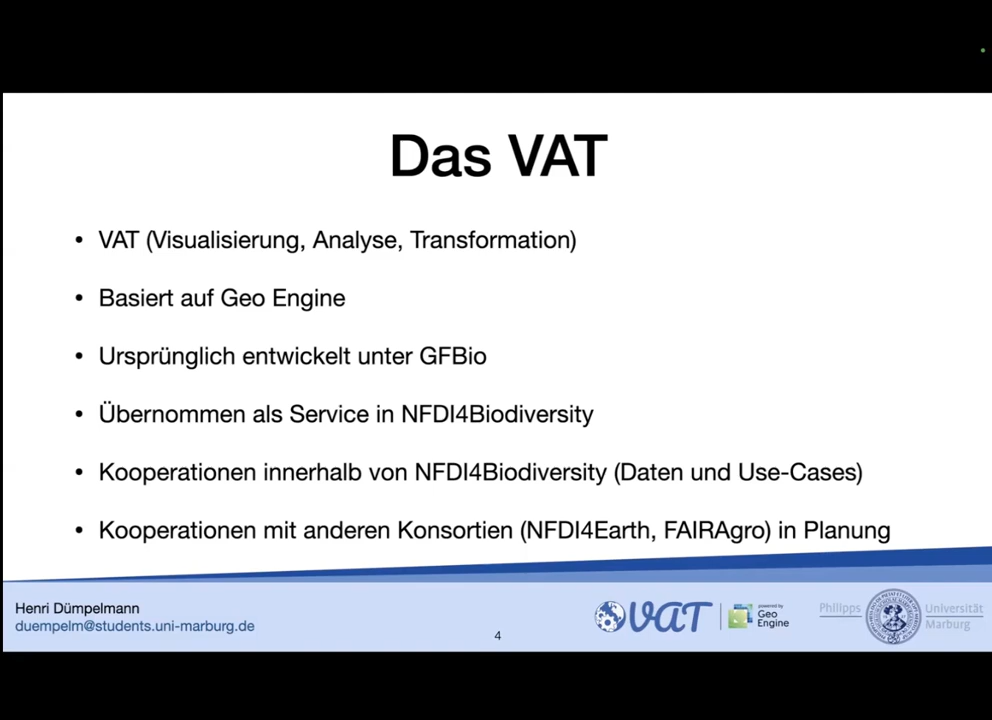 Das VAT
• VAT (Visualisierung, Analyse, Transformation)
• Basiert auf Geo Engine
• Ursprünglich entwickelt unter GFBio
• Übernommen als Service in NFDI4Biodiversity
• Kooperationen innerhalb von NFDI4Biodiversity (Daten und Use-Cases)
• Kooperationen mit anderen Konsortien (NFDI4Earth, FAIRAgro) in Planung
Henri Dümpelmann
duempelm@students.uni-marburg.de
4
VAT
powered by
Geo
Engine
Philipps
Universität
Marburg